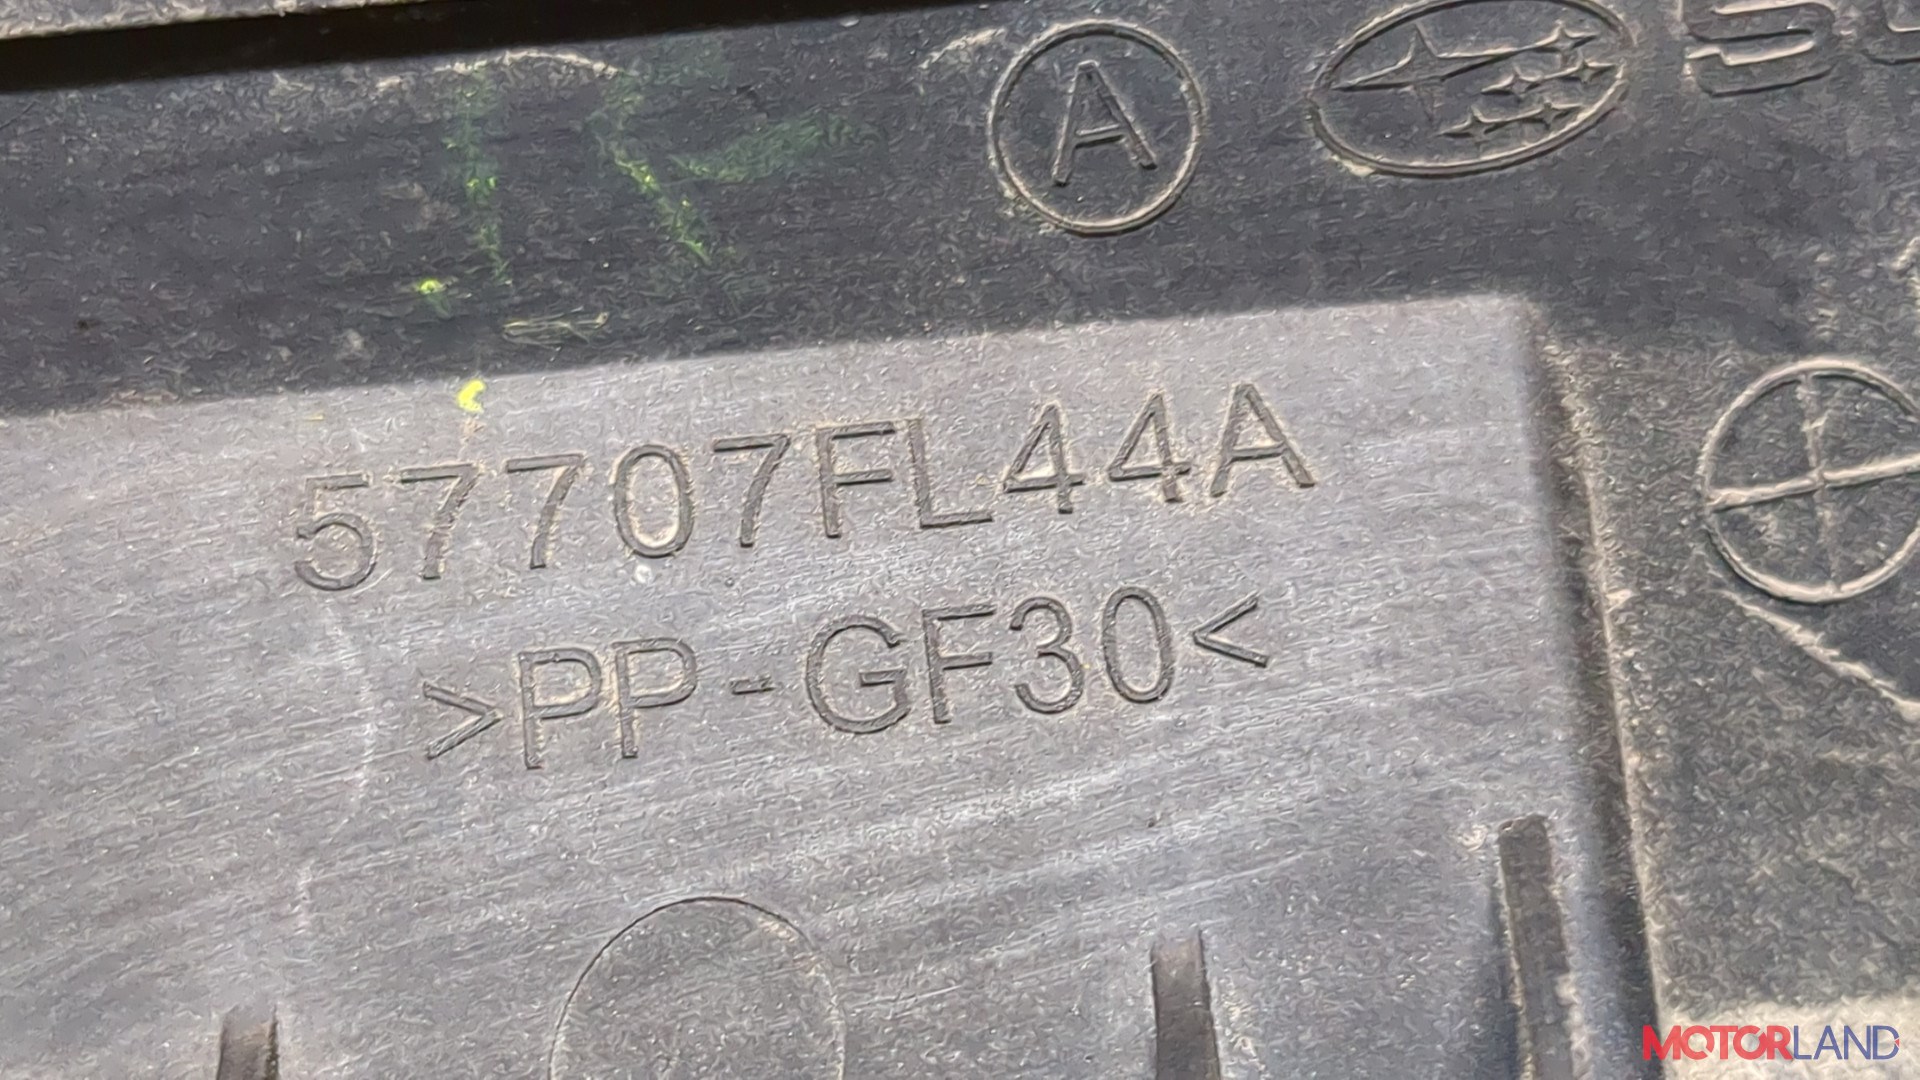 A
57707FL44A
>PP-GF30<
MOTORLAND